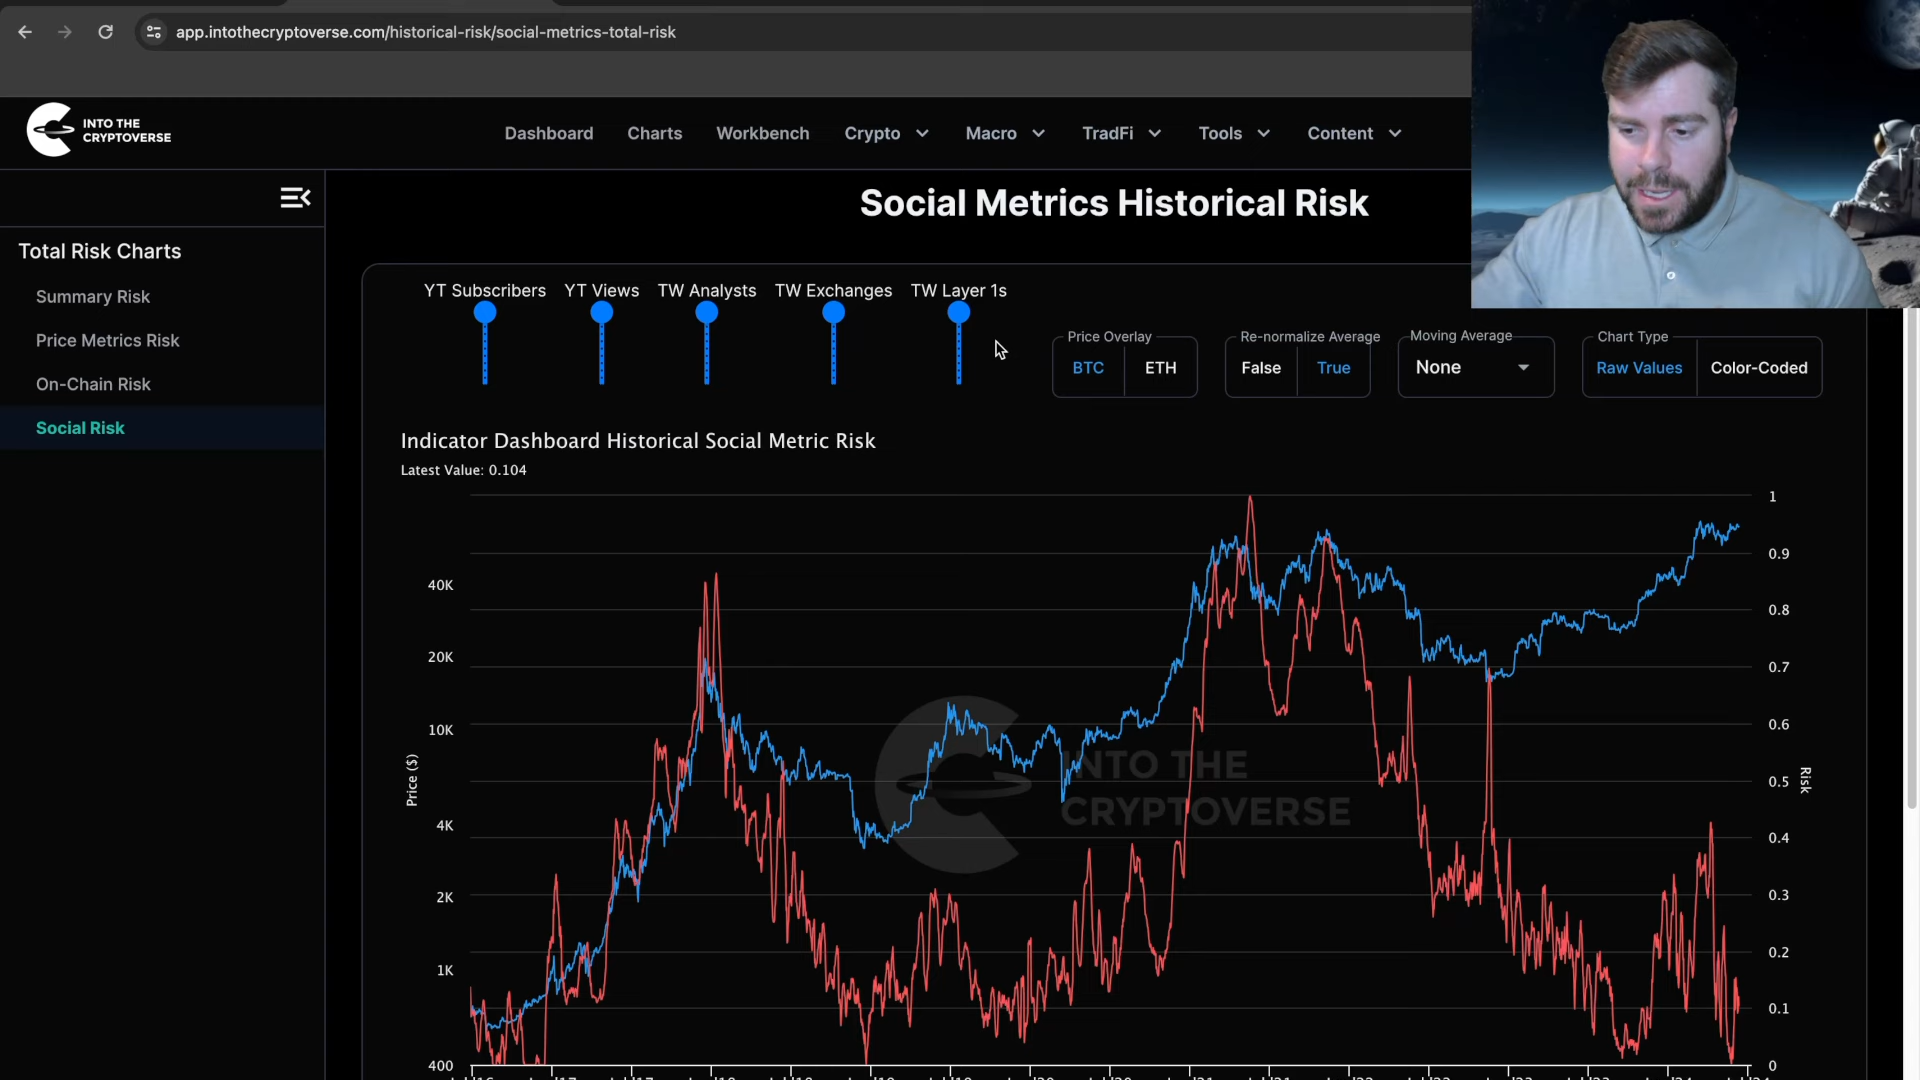 app.intothecryptoverse.com/historical-risk/social-metrics-total-risk
INTO THE
CRYPTOVERSE
Dashboard
Charts
Workbench
Crypto
Macro
TradFi
Tools
Content
Total Risk Charts
Summary Risk
Price Metrics Risk
On-Chain Risk
Social Risk
Social Metrics Historical Risk
YT Subscribers
YT Views
TW Analysts
TW Exchanges
TW Layer 1s
Price Overlay
BTC
ETH
Re-normalize Average
False
True
Moving Average
None
Chart Type
Raw Values
Color-Coded
Indicator Dashboard Historical Social Metric Risk
Latest Value: 0.104
40K
20K
10K
4K
2K
1K
400
Price ($)
INTO THE
CRYPTOVERSE
1
0.9
0.8
0.7
0.6
0.5
0.4
0.3
0.2
0.1
0
Risk